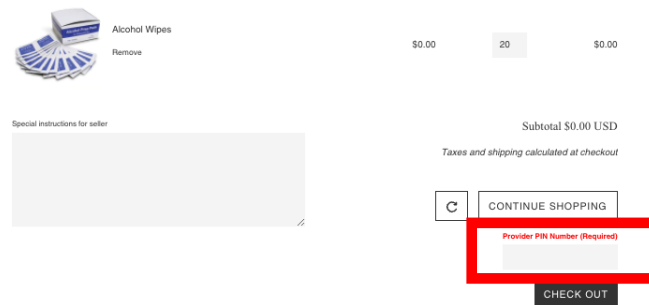 Alcohol Wipes
Remove
$0.00 20 $0.00
Special instructions for seller
Subtotal $0.00 USD
Taxes and shipping calculated at checkout
CONTINUE SHOPPING
Provider PIN Number (Required)
CHECK OUT